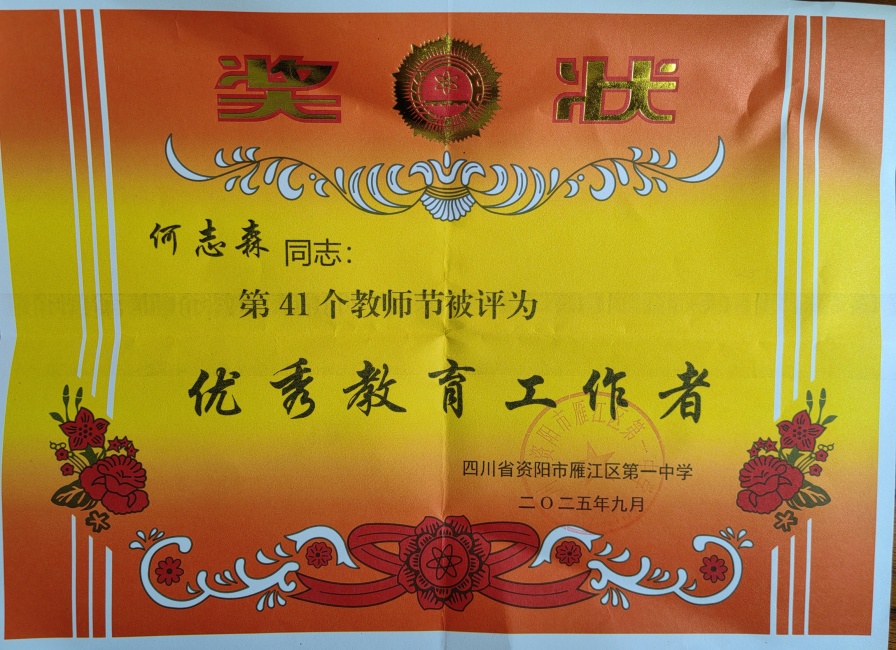 奖状
何志森 同志：
第 41 个教师节被评为
优秀教育工作者
四川省资阳市雁江区第一中学
二〇二五年九月